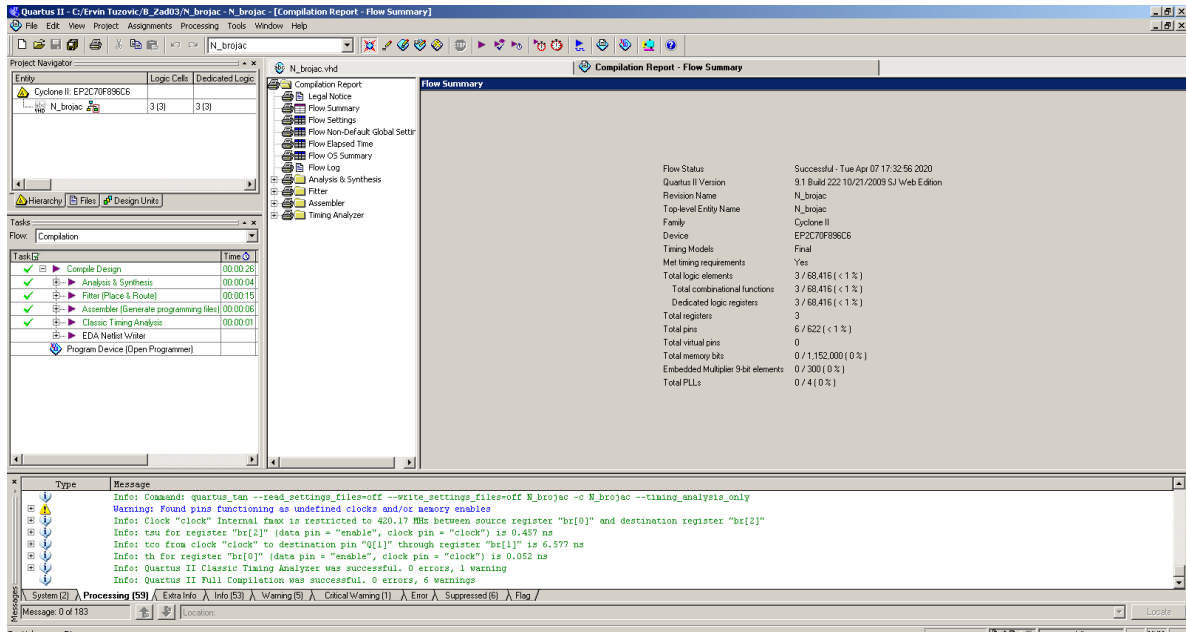 Quartus II - C:/Ervin Tuzovic/B_Zad03/N_brojac - N_brojac - [Compilation Report - Flow Summary]
File Edit View Project Assignments Processing Tools Window Help
N_brojac
Project Navigator
Entity Logic Cells Dedicated Logic
Cyclone II: EP2C70F896C6
N_brojac 3 (3) 3 (3)
Hierarchy Files Design Units
Tasks
Flow: Compilation
Task Time
Compile Design 00:00:26
Analysis & Synthesis 00:00:04
Fitter (Place & Route) 00:00:15
Assembler (Generate programming files) 00:00:06
Classic Timing Analysis 00:00:01
EDA Netlist Writer
Program Device (Open Programmer)
N_brojac.vhd
Compilation Report - Flow Summary
Compilation Report
Legal Notice
Flow Summary
Flow Settings
Flow Non-Default Global Settin
Flow Elapsed Time
Flow OS Summary
Flow Log
Analysis & Synthesis
Fitter
Assembler
Timing Analyzer
Flow Summary
Flow Status Successful - Tue Apr 07 17:32:56 2020
Quartus II Version 9.1 Build 222 10/21/2009 SJ Web Edition
Revision Name N_brojac
Top-level Entity Name N_brojac
Family Cyclone II
Device EP2C70F896C6
Timing Models Final
Met timing requirements Yes
Total logic elements 3 / 68,416 ( < 1 % )
Total combinational functions 3 / 68,416 ( < 1 % )
Dedicated logic registers 3 / 68,416 ( < 1 % )
Total registers 3
Total pins 6 / 622 ( < 1 % )
Total virtual pins 0
Total memory bits 0 / 1,152,000 ( 0 % )
Embedded Multiplier 9-bit elements 0 / 300 ( 0 % )
Total PLLs 0 / 4 ( 0 % )
Type Message
Info: Command: quartus_tan --read_settings_files=off --write_settings_files=off N_brojac -c N_brojac --timing_analysis_only
Warning: Found pins functioning as undefined clocks and/or memory enables
Info: Clock "clock" Internal fmax is restricted to 420.17 MHz between source register "br[0]" and destination register "br[2]"
Info: tsu for register "br[2]" (data pin = "enable", clock pin = "clock") is 0.457 ns
Info: tco from clock "clock" to destination pin "Q[1]" through register "br[1]" is 6.577 ns
Info: th for register "br[0]" (data pin = "enable", clock pin = "clock") is 0.052 ns
Info: Quartus II Classic Timing Analyzer was successful. 0 errors, 1 warning
Info: Quartus II Full Compilation was successful. 0 errors, 6 warnings
System (2) Processing (59) Extra Info Info (53) Warning (5) Critical Warning (1) Error Suppressed (6) Flag
Messages
Message: 0 of 183 Location: Locate